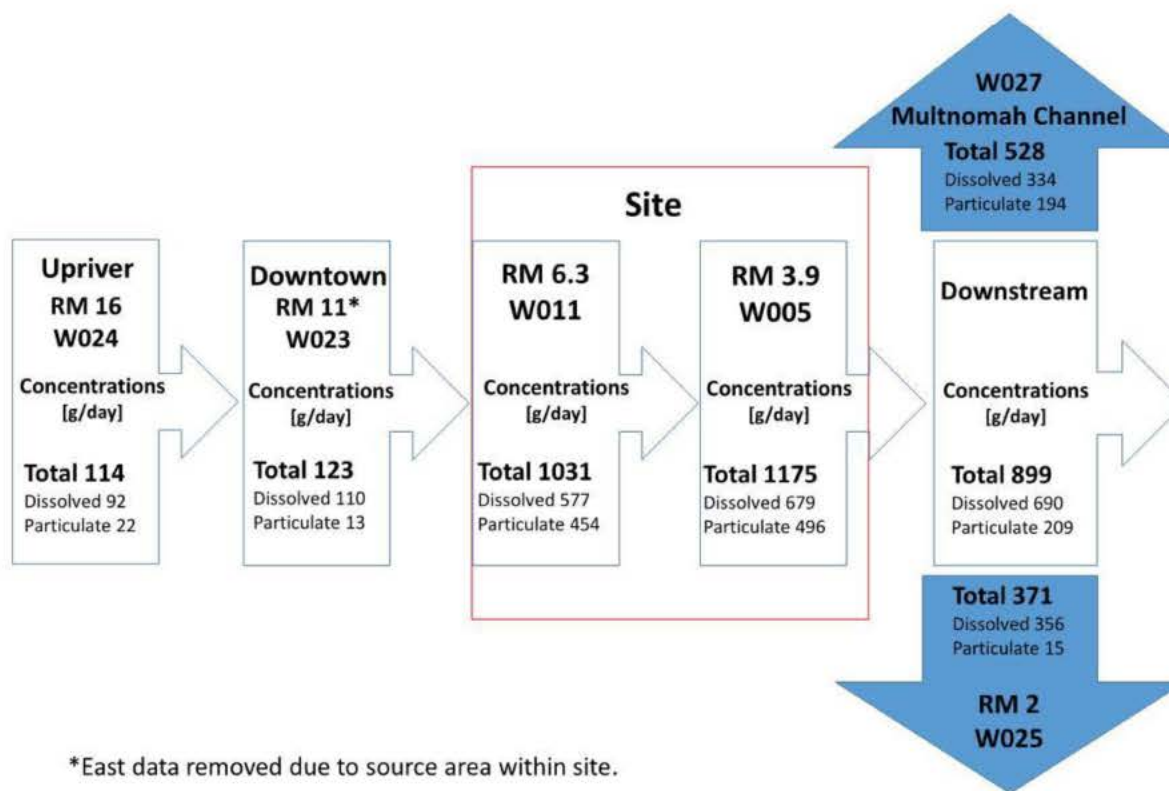 W027
Multnomah Channel
Total 528
Dissolved 334
Particulate 194
Site
Upriver
RM 16
W024
Concentrations
[g/day]
Total 114
Dissolved 92
Particulate 22
Downtown
RM 11*
W023
Concentrations
[g/day]
Total 123
Dissolved 110
Particulate 13
RM 6.3
W011
Concentrations
[g/day]
Total 1031
Dissolved 577
Particulate 454
RM 3.9
W005
Concentrations
[g/day]
Total 1175
Dissolved 679
Particulate 496
Downstream
Concentrations
[g/day]
Total 899
Dissolved 690
Particulate 209
Total 371
Dissolved 356
Particulate 15
RM 2
W025
*East data removed due to source area within site.